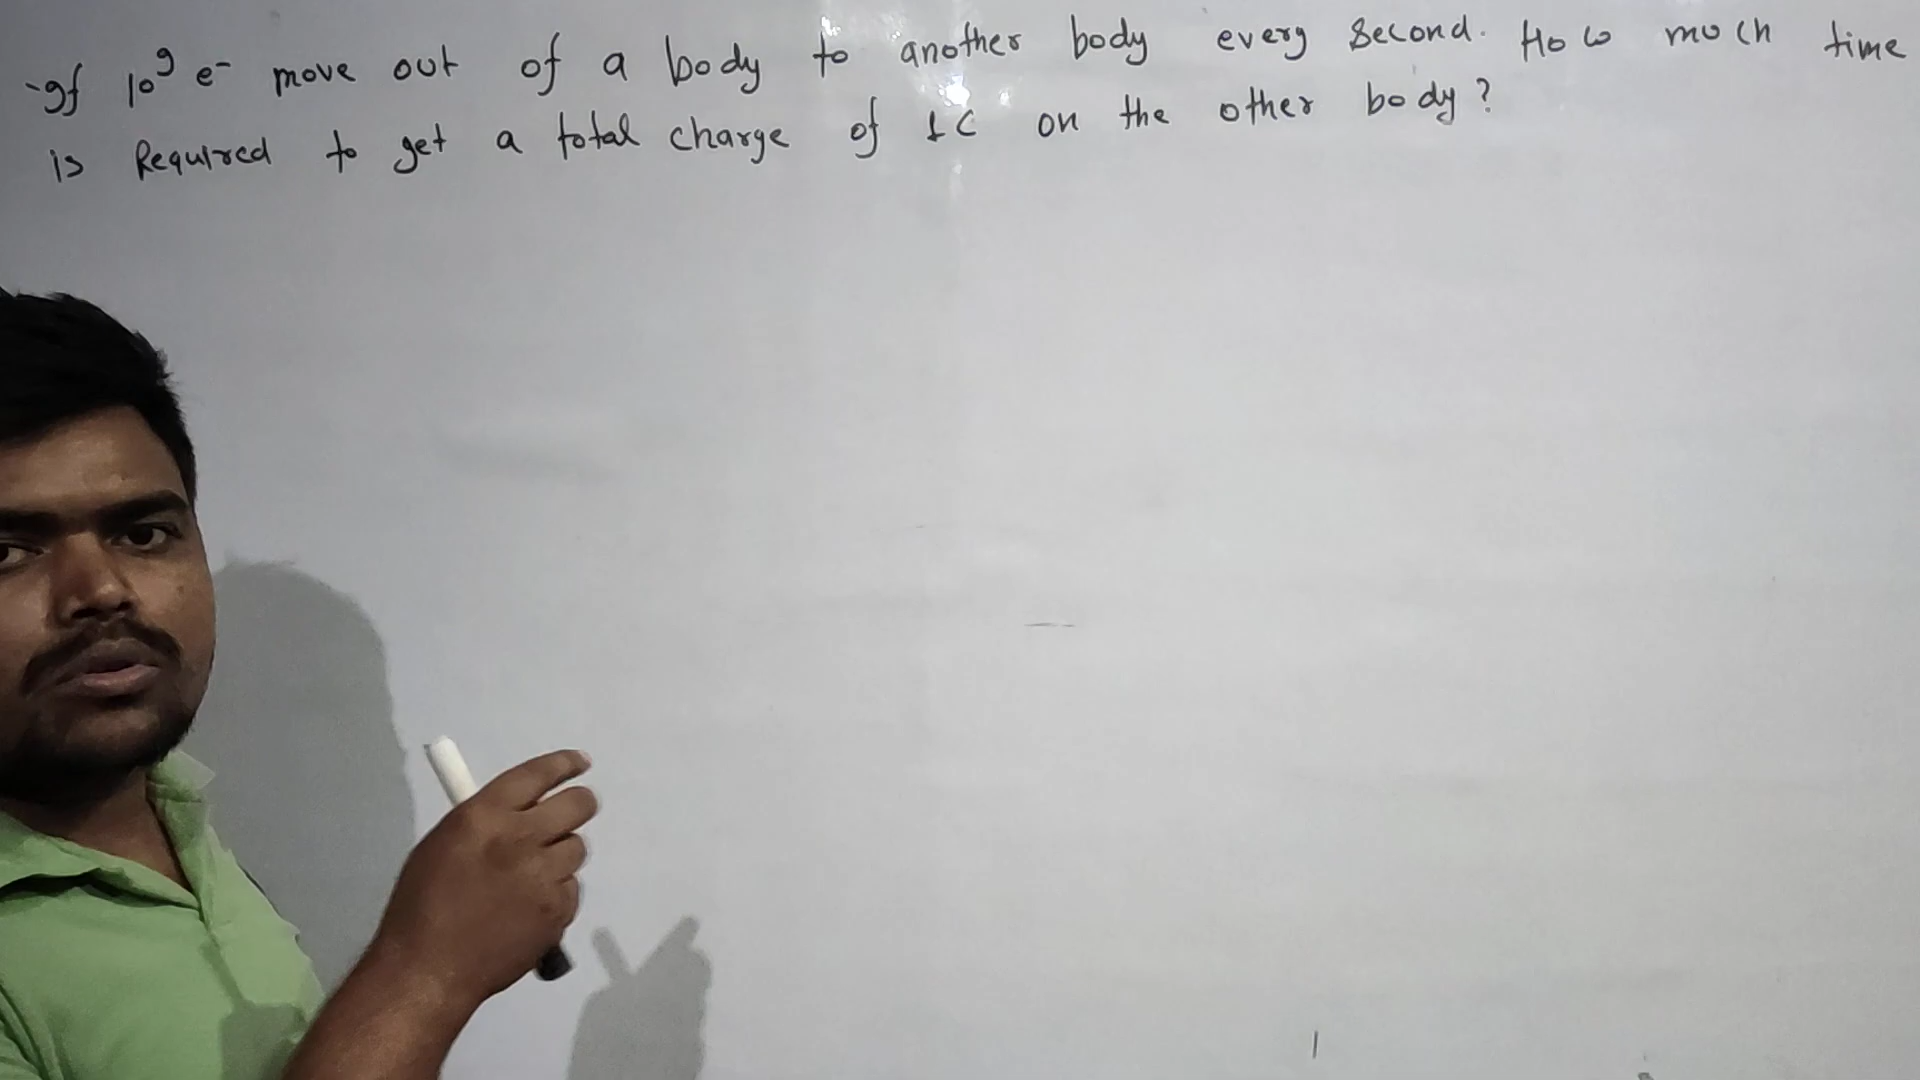 If 10⁹ e⁻ move out of a body to another body every second. How much time
is Required to get a total charge of 1C on the other body?